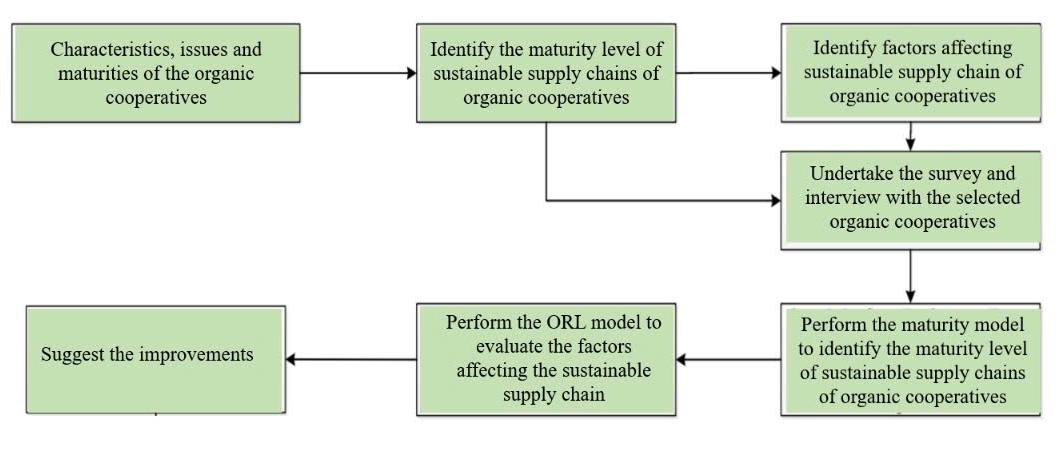 Characteristics, issues and
maturities of the organic
cooperatives
Identify the maturity level of
sustainable supply chains of
organic cooperatives
Identify factors affecting
sustainable supply chain of
organic cooperatives
Undertake the survey and
interview with the selected
organic cooperatives
Perform the maturity model
to identify the maturity level
of sustainable supply chains
of organic cooperatives
Perform the ORL model to
evaluate the factors
affecting the sustainable
supply chain
Suggest the improvements